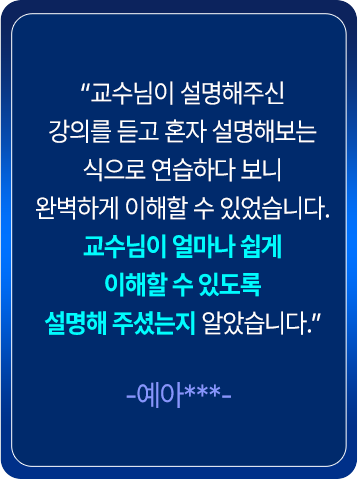 “교수님이 설명해주신
강의를 듣고 혼자 설명해보는
식으로 연습하다 보니
완벽하게 이해할 수 있었습니다.
교수님이 얼마나 쉽게
이해할 수 있도록
설명해 주셨는지 알았습니다.”
-예아***-